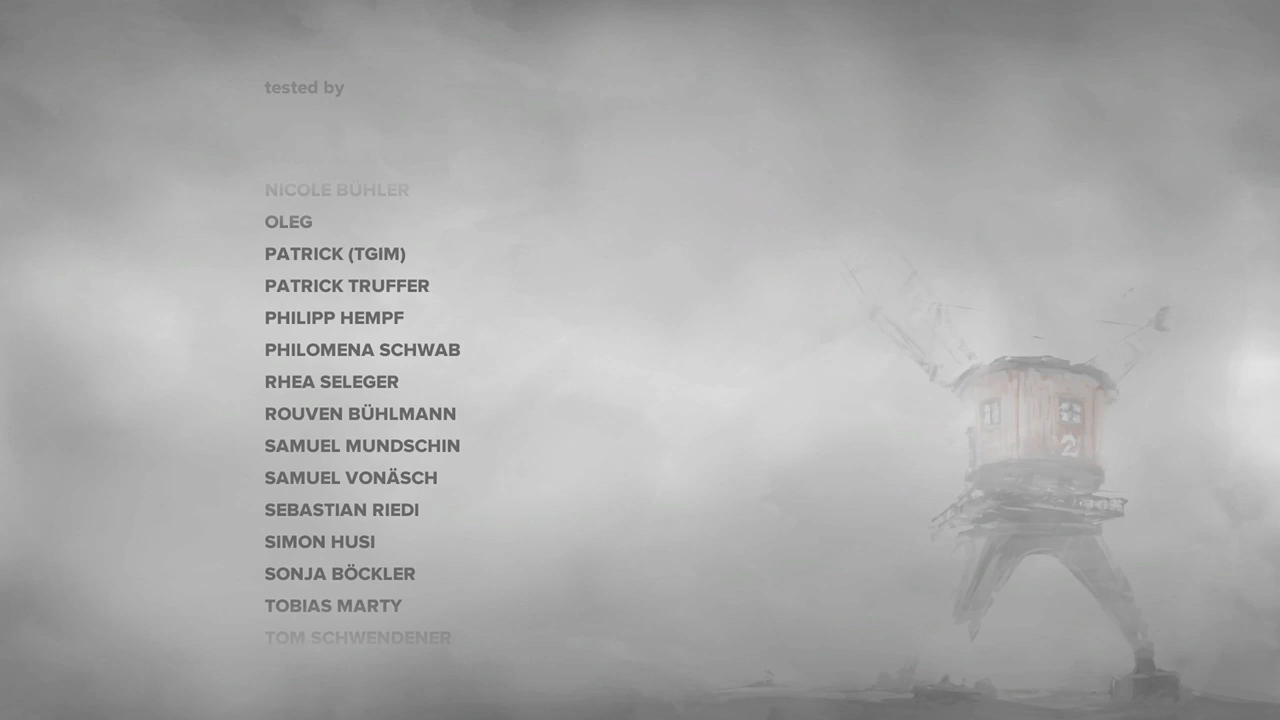 tested by
NICOLE BÜHLER
OLEG
PATRICK (TGIM)
PATRICK TRUFFER
PHILIPP HEMPF
PHILOMENA SCHWAB
RHEA SELEGER
ROUVEN BÜHLMANN
SAMUEL MUNDSCHIN
SAMUEL VONÄSCH
SEBASTIAN RIEDI
SIMON HUSI
SONJA BÖCKLER
TOBIAS MARTY
TOM SCHWENDENER
2